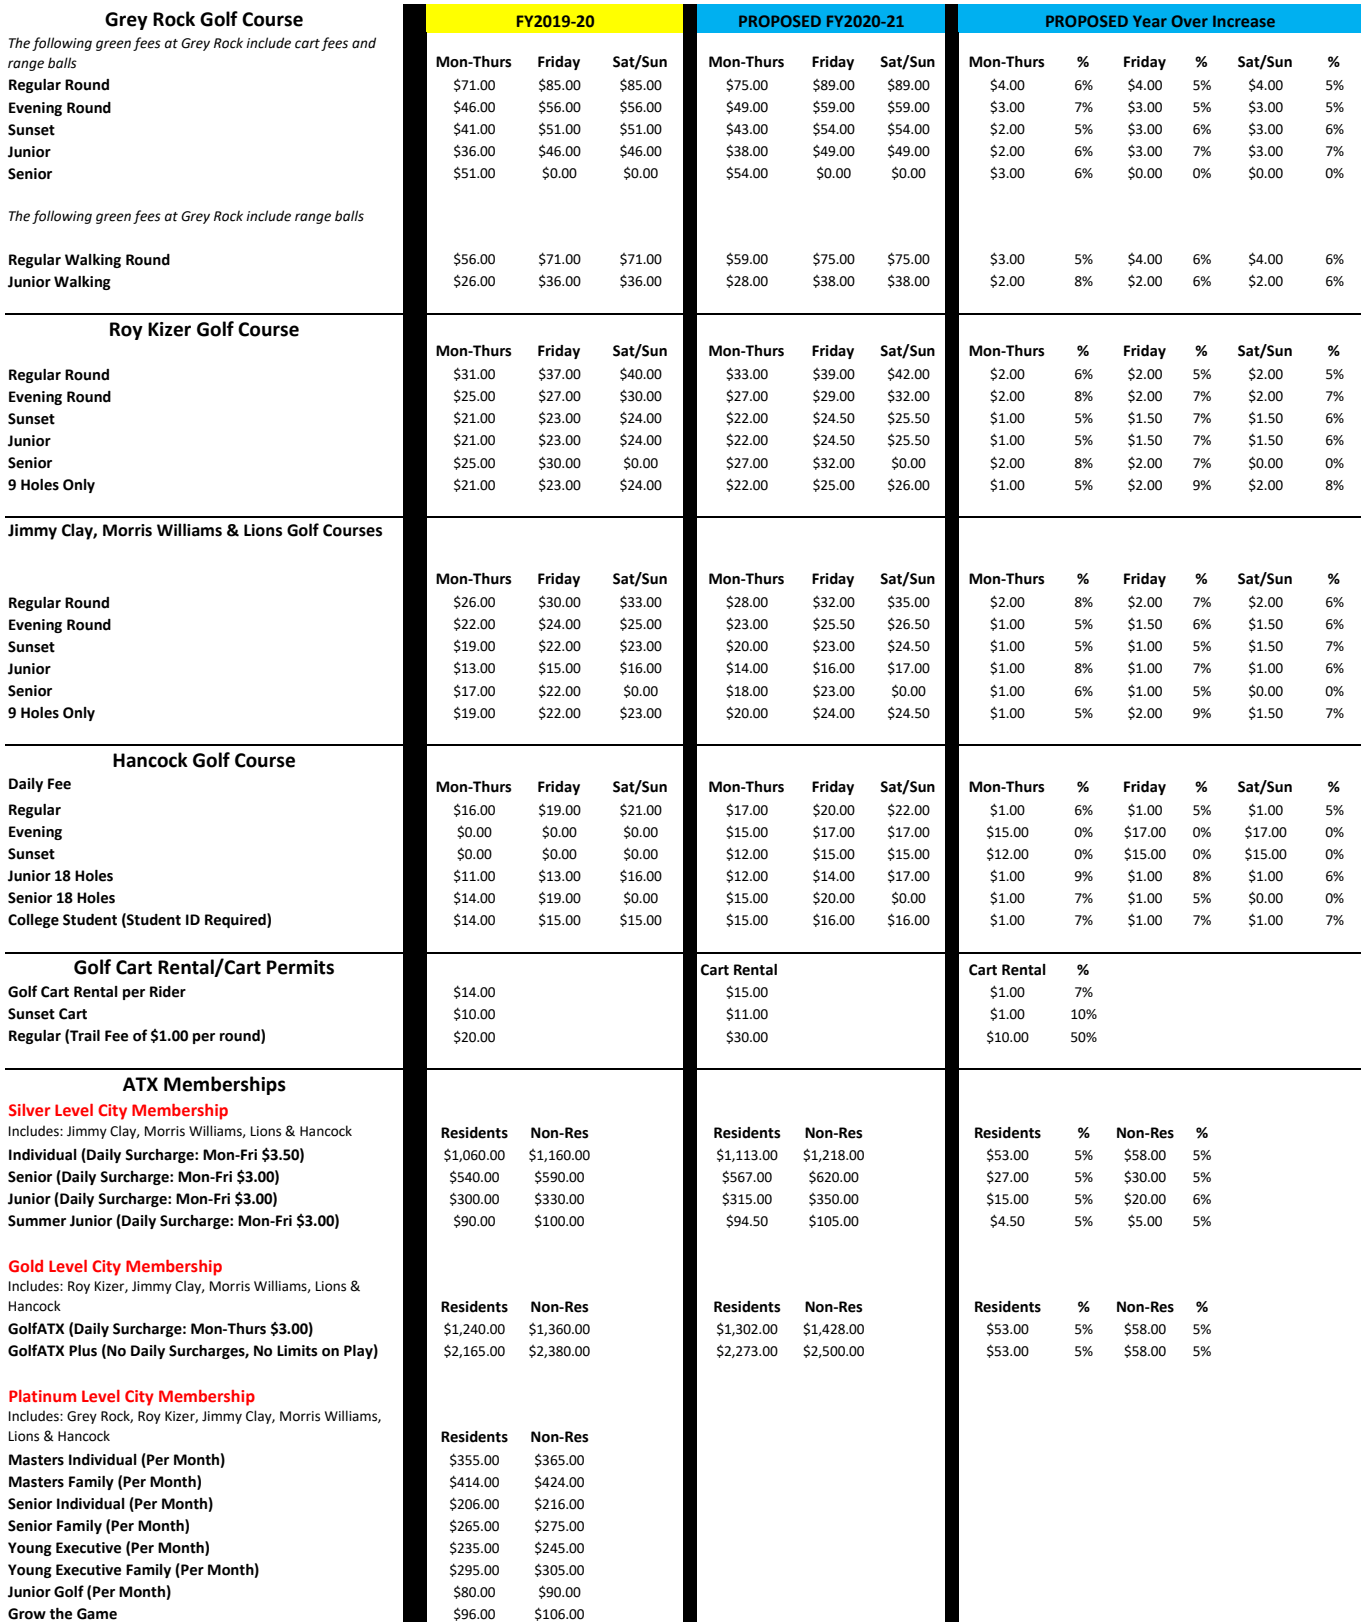 Grey Rock Golf Course FY2019-20 PROPOSED FY2020-21 PROPOSED Year Over Increase
The following green fees at Grey Rock include cart fees and
range balls Mon-Thurs Friday Sat/Sun Mon-Thurs Friday Sat/Sun Mon-Thurs % Friday % Sat/Sun %
Regular Round $71.00 $85.00 $85.00 $75.00 $89.00 $89.00 $4.00 6% $4.00 5% $4.00 5%
Evening Round $46.00 $56.00 $56.00 $49.00 $59.00 $59.00 $3.00 7% $3.00 5% $3.00 5%
Sunset $41.00 $51.00 $51.00 $43.00 $54.00 $54.00 $2.00 5% $3.00 6% $3.00 6%
Junior $36.00 $46.00 $46.00 $38.00 $49.00 $49.00 $2.00 6% $3.00 7% $3.00 7%
Senior $51.00 $0.00 $0.00 $54.00 $0.00 $0.00 $3.00 6% $0.00 0% $0.00 0%
The following green fees at Grey Rock include range balls
Regular Walking Round $56.00 $71.00 $71.00 $59.00 $75.00 $75.00 $3.00 5% $4.00 6% $4.00 6%
Junior Walking $26.00 $36.00 $36.00 $28.00 $38.00 $38.00 $2.00 8% $2.00 6% $2.00 6%
Roy Kizer Golf Course
Mon-Thurs Friday Sat/Sun Mon-Thurs Friday Sat/Sun Mon-Thurs % Friday % Sat/Sun %
Regular Round $31.00 $37.00 $40.00 $33.00 $39.00 $42.00 $2.00 6% $2.00 5% $2.00 5%
Evening Round $25.00 $27.00 $30.00 $27.00 $29.00 $32.00 $2.00 8% $2.00 7% $2.00 7%
Sunset $21.00 $23.00 $24.00 $22.00 $24.50 $25.50 $1.00 5% $1.50 7% $1.50 6%
Junior $21.00 $23.00 $24.00 $22.00 $24.50 $25.50 $1.00 5% $1.50 7% $1.50 6%
Senior $25.00 $30.00 $0.00 $27.00 $32.00 $0.00 $2.00 8% $2.00 7% $0.00 0%
9 Holes Only $21.00 $23.00 $24.00 $22.00 $25.00 $26.00 $1.00 5% $2.00 9% $2.00 8%
Jimmy Clay, Morris Williams & Lions Golf Courses
Mon-Thurs Friday Sat/Sun Mon-Thurs Friday Sat/Sun Mon-Thurs % Friday % Sat/Sun %
Regular Round $26.00 $30.00 $33.00 $28.00 $32.00 $35.00 $2.00 8% $2.00 7% $2.00 6%
Evening Round $22.00 $24.00 $25.00 $23.00 $25.50 $26.50 $1.00 5% $1.50 6% $1.50 6%
Sunset $19.00 $22.00 $23.00 $20.00 $23.00 $24.50 $1.00 5% $1.00 5% $1.50 7%
Junior $13.00 $15.00 $16.00 $14.00 $16.00 $17.00 $1.00 8% $1.00 7% $1.00 6%
Senior $17.00 $22.00 $0.00 $18.00 $23.00 $0.00 $1.00 6% $1.00 5% $0.00 0%
9 Holes Only $19.00 $22.00 $23.00 $20.00 $24.00 $24.50 $1.00 5% $2.00 9% $1.50 7%
Hancock Golf Course
Daily Fee Mon-Thurs Friday Sat/Sun Mon-Thurs Friday Sat/Sun Mon-Thurs % Friday % Sat/Sun %
Regular $16.00 $19.00 $21.00 $17.00 $20.00 $22.00 $1.00 6% $1.00 5% $1.00 5%
Evening $0.00 $0.00 $0.00 $15.00 $17.00 $17.00 $15.00 0% $17.00 0% $17.00 0%
Sunset $0.00 $0.00 $0.00 $12.00 $15.00 $15.00 $12.00 0% $15.00 0% $15.00 0%
Junior 18 Holes $11.00 $13.00 $16.00 $12.00 $14.00 $17.00 $1.00 9% $1.00 8% $1.00 6%
Senior 18 Holes $14.00 $19.00 $0.00 $15.00 $20.00 $0.00 $1.00 7% $1.00 5% $0.00 0%
College Student (Student ID Required) $14.00 $15.00 $15.00 $15.00 $16.00 $16.00 $1.00 7% $1.00 7% $1.00 7%
Golf Cart Rental/Cart Permits Cart Rental Cart Rental %
Golf Cart Rental per Rider $14.00 $15.00 $1.00 7%
Sunset Cart $10.00 $11.00 $1.00 10%
Regular (Trail Fee of $1.00 per round) $20.00 $30.00 $10.00 50%
ATX Memberships
Silver Level City Membership
Includes: Jimmy Clay, Morris Williams, Lions & Hancock Residents Non-Res Residents Non-Res Residents % Non-Res %
Individual (Daily Surcharge: Mon-Fri $3.50) $1,060.00 $1,160.00 $1,113.00 $1,218.00 $53.00 5% $58.00 5%
Senior (Daily Surcharge: Mon-Fri $3.00) $540.00 $590.00 $567.00 $620.00 $27.00 5% $30.00 5%
Junior (Daily Surcharge: Mon-Fri $3.00) $300.00 $330.00 $315.00 $350.00 $15.00 5% $20.00 6%
Summer Junior (Daily Surcharge: Mon-Fri $3.00) $90.00 $100.00 $94.50 $105.00 $4.50 5% $5.00 5%
Gold Level City Membership
Includes: Roy Kizer, Jimmy Clay, Morris Williams, Lions &
Hancock Residents Non-Res Residents Non-Res Residents % Non-Res %
GolfATX (Daily Surcharge: Mon-Thurs $3.00) $1,240.00 $1,360.00 $1,302.00 $1,428.00 $53.00 5% $58.00 5%
GolfATX Plus (No Daily Surcharges, No Limits on Play) $2,165.00 $2,380.00 $2,273.00 $2,500.00 $53.00 5% $58.00 5%
Platinum Level City Membership
Includes: Grey Rock, Roy Kizer, Jimmy Clay, Morris Williams,
Lions & Hancock Residents Non-Res
Masters Individual (Per Month) $355.00 $365.00
Masters Family (Per Month) $414.00 $424.00
Senior Individual (Per Month) $206.00 $216.00
Senior Family (Per Month) $265.00 $275.00
Young Executive (Per Month) $235.00 $245.00
Young Executive Family (Per Month) $295.00 $305.00
Junior Golf (Per Month) $80.00 $90.00
Grow the Game $96.00 $106.00